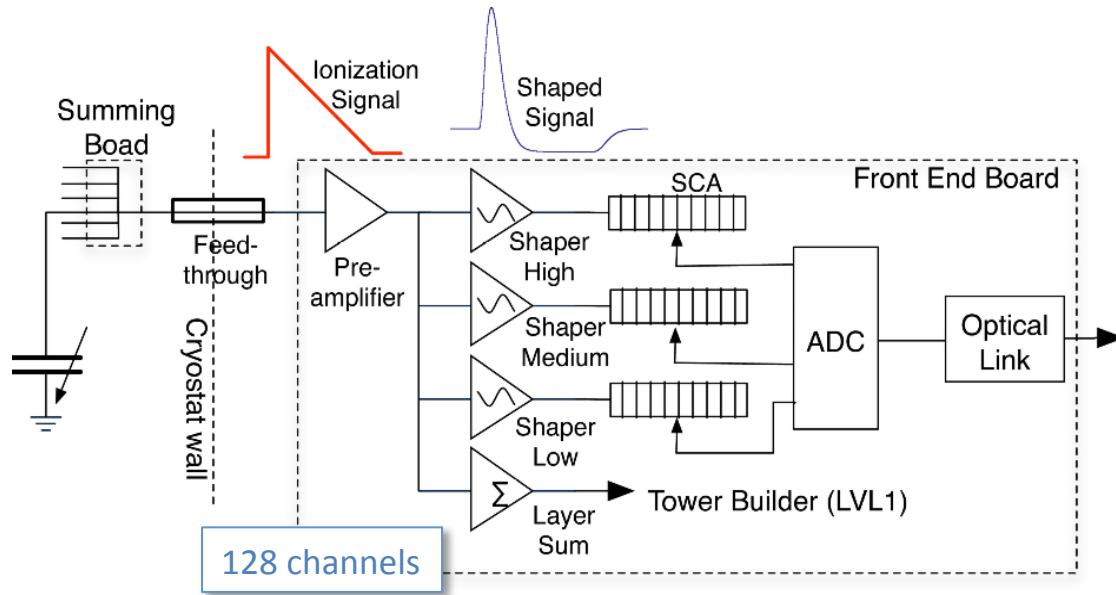 Ionization
Signal
Shaped
Signal
Summing
Boad
SCA
Front End Board
Feed-
through
Pre-
amplifier
Shaper
High
Shaper
Medium
ADC
Optical
Link
Cryostat wall
Shaper
Low
Σ
Layer
Sum
Tower Builder (LVL1)
128 channels